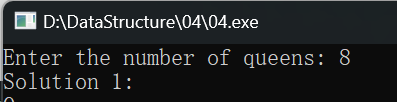 D:\DataStructure\04\04.exe
Enter the number of queens: 8
Solution 1: